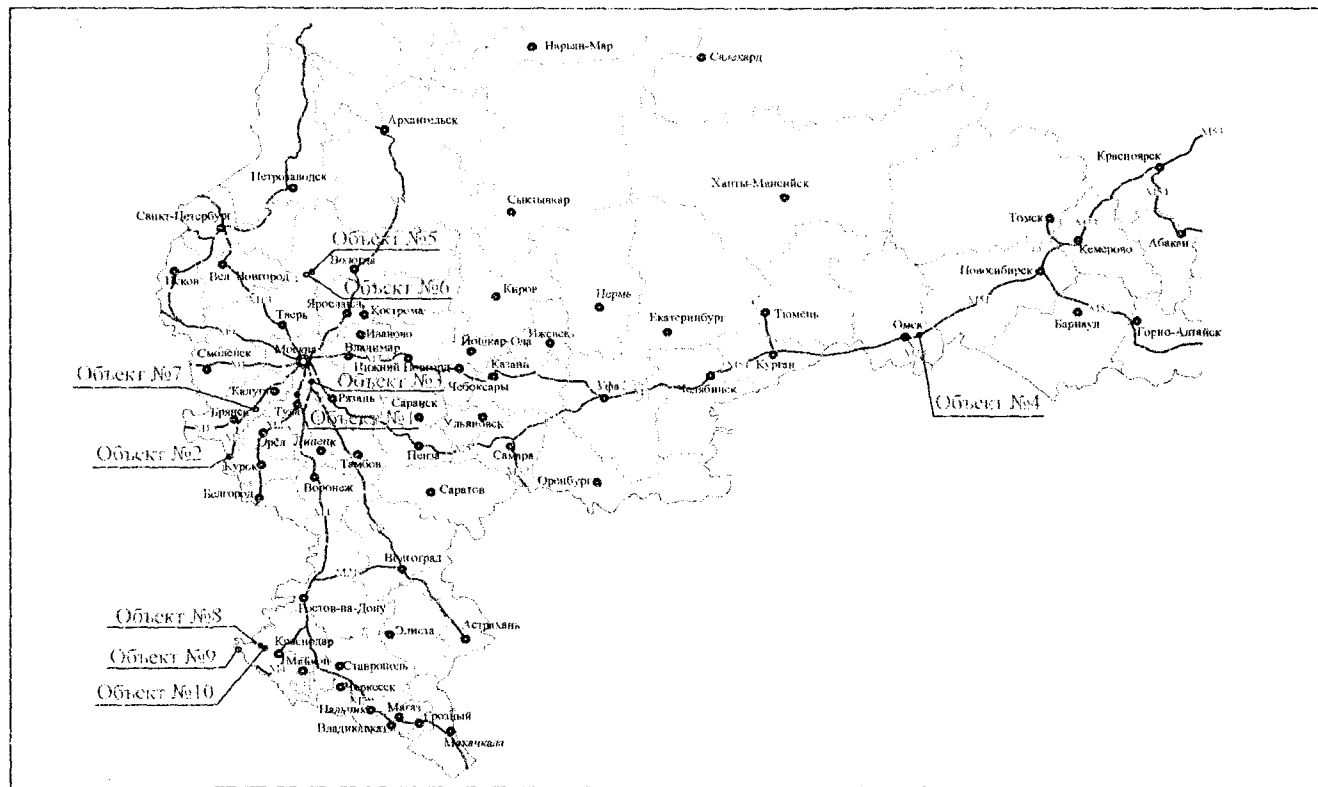 Нарьян-Мар
Салехард
Архангельск
Петрозаводск
Санкт-Петербург
Сыктывкар
Ханты-Мансийск
Красноярск
М53
Томск
Кемерово
Абакан
М54
Новосибирск
М51
Барнаул
Горно-Алтайск
Объект №5
Вологда
Объект №6
Псков
Вел Новгород
Ярославль
Кострома
Киров
Пермь
Екатеринбург
Тюмень
Омск
Тверь
Иваново
Йошкар-Ола
Ижевск
Смоленск
Москва
Владимир
Нижний Новгород
Чебоксары
Казань
Уфа
Челябинск
Курган
Объект №7
Калуга
Объект №3
Рязань
Саранск
Ульяновск
Объект №4
Брянск
Тула
Объект №1
Объект №2
Орёл
Липецк
Тамбов
Пенза
Самара
Курск
Воронеж
Саратов
Оренбург
Белгород
Волгоград
М21
Ростов-на-Дону
Элиста
Астрахань
Объект №8
Краснодар
Объект №9
Майкоп
Ставрополь
Объект №10
Черкесск
Нальчик
Магас
Грозный
Владикавказ
Махачкала